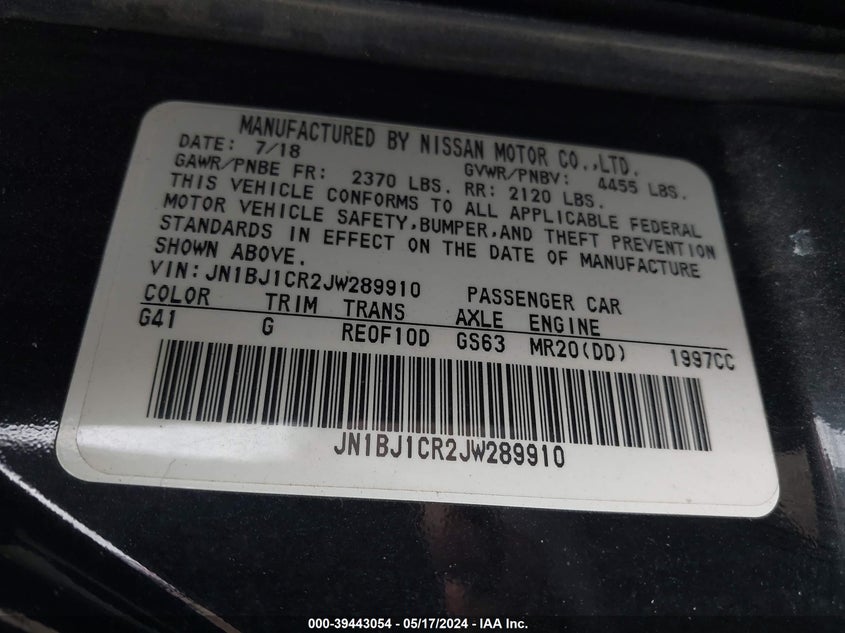 MANUFACTURED BY NISSAN MOTOR CO.,LTD.
DATE: 7/18 GVWR/PNBV: 4455 LBS.
GAWR/PNBE FR: 2370 LBS. RR: 2120 LBS.
THIS VEHICLE CONFORMS TO ALL APPLICABLE FEDERAL
MOTOR VEHICLE SAFETY,BUMPER,AND THEFT PREVENTION
STANDARDS IN EFFECT ON THE DATE OF MANUFACTURE
SHOWN ABOVE.
VIN:JN1BJ1CR2JW289910 PASSENGER CAR
COLOR TRIM TRANS AXLE ENGINE
G41 G RE0F10D GS63 MR20(DD) 1997CC
JN1BJ1CR2JW289910
000-39443054 - 05/17/2024 - IAA Inc.